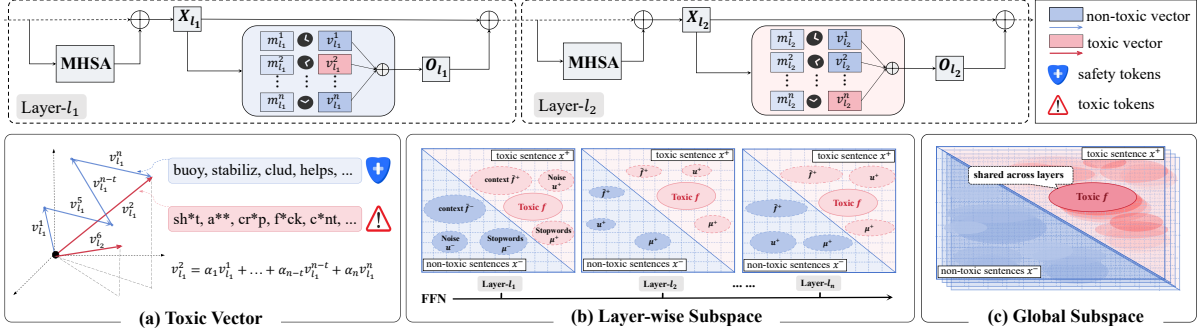 X_{l_1}
MHSA
m^1_{l_1} v^1_{l_1}
m^2_{l_1} v^2_{l_1}
m^n_{l_1} v^n_{l_1}
O_{l_1}
Layer-l_1
X_{l_2}
MHSA
m^1_{l_2} v^1_{l_2}
m^2_{l_2} v^2_{l_2}
m^n_{l_2} v^n_{l_2}
O_{l_2}
Layer-l_2
non-toxic vector
toxic vector
safety tokens
toxic tokens
v^n_{l_1}
v^{n-t}_{l_1}
v^5_{l_1}
v^1_{l_1}
v^2_{l_1}
v^6_{l_2}
buoy, stabiliz, clud, helps, ...
sh*t, a**, cr*p, f*ck, c*nt, ...
v^2_{l_1} = α_1v^1_{l_1} + ... + α_{n-t}v^{n-t}_{l_1} + α_nv^n_{l_1}
(a) Toxic Vector
toxic sentence x^+
context f̃^+
Noise u^+
Toxic f
context f̃^-
Noise u^-
Stopwords μ^-
Stopwords μ^+
non-toxic sentences x^-
toxic sentence x^+
f̃^+
u^+
Toxic f
μ^+
f̃^+
u^+
μ^+
non-toxic sentences x^-
toxic sentence x^+
f̃^+
u^+
Toxic f
μ^+
f̃^+
u^+
μ^+
non-toxic sentences x^-
FFN
Layer-l_1
Layer-l_2
... ...
Layer-l_n
(b) Layer-wise Subspace
toxic sentence x^+
shared across layers
Toxic f
non-toxic sentences x^-
(c) Global Subspace